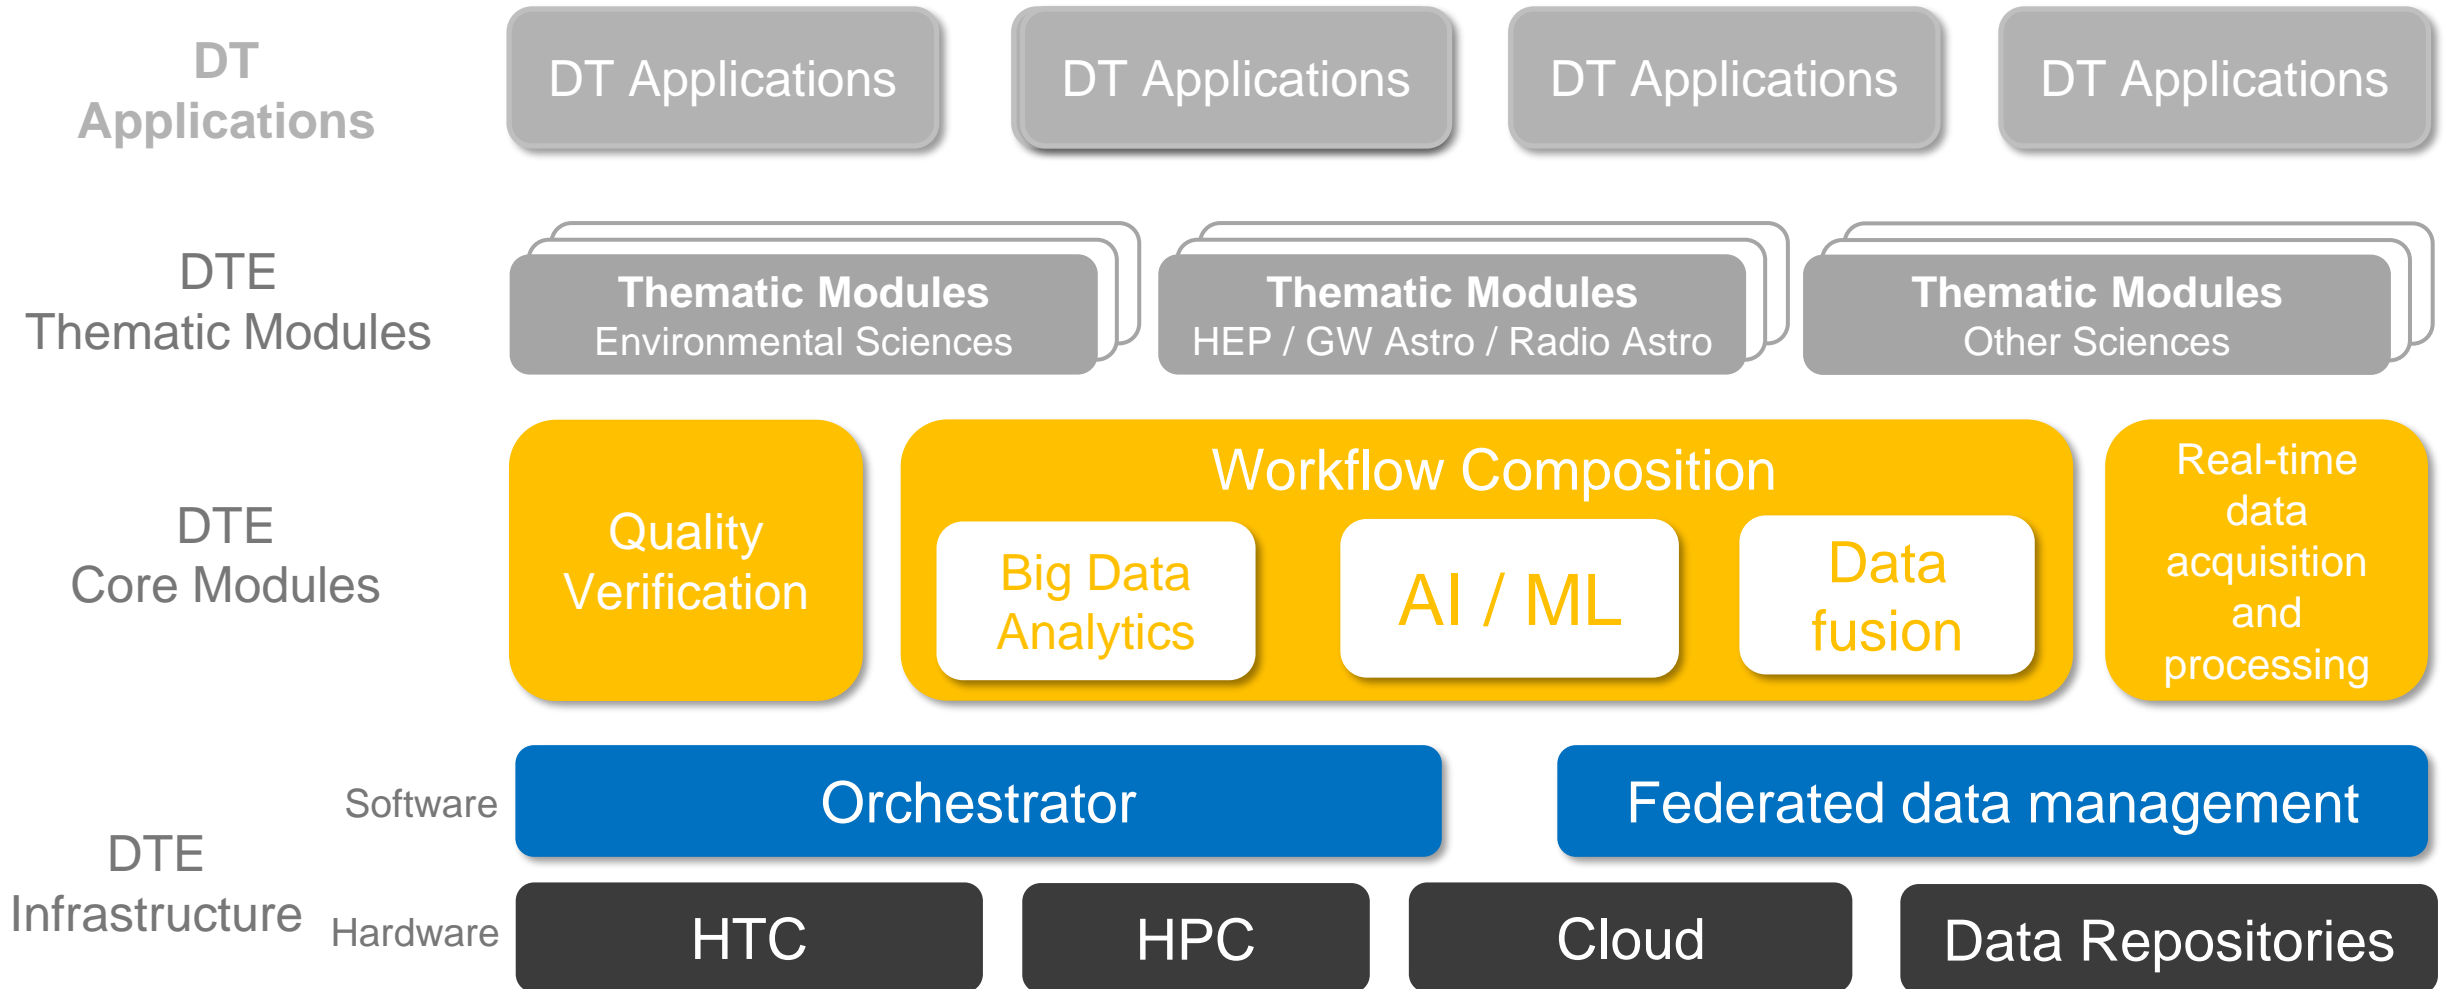 DT
Applications
DT Applications
DT Applications
DT Applications
DT Applications
DTE
Thematic Modules
Thematic Modules
Environmental Sciences
Thematic Modules
HEP / GW Astro / Radio Astro
Thematic Modules
Other Sciences
DTE
Core Modules
Quality
Verification
Workflow Composition
Big Data
Analytics
AI / ML
Data
fusion
Real-time
data
acquisition
and
processing
DTE
Infrastructure
Software
Orchestrator
Federated data management
Hardware
HTC
HPC
Cloud
Data Repositories